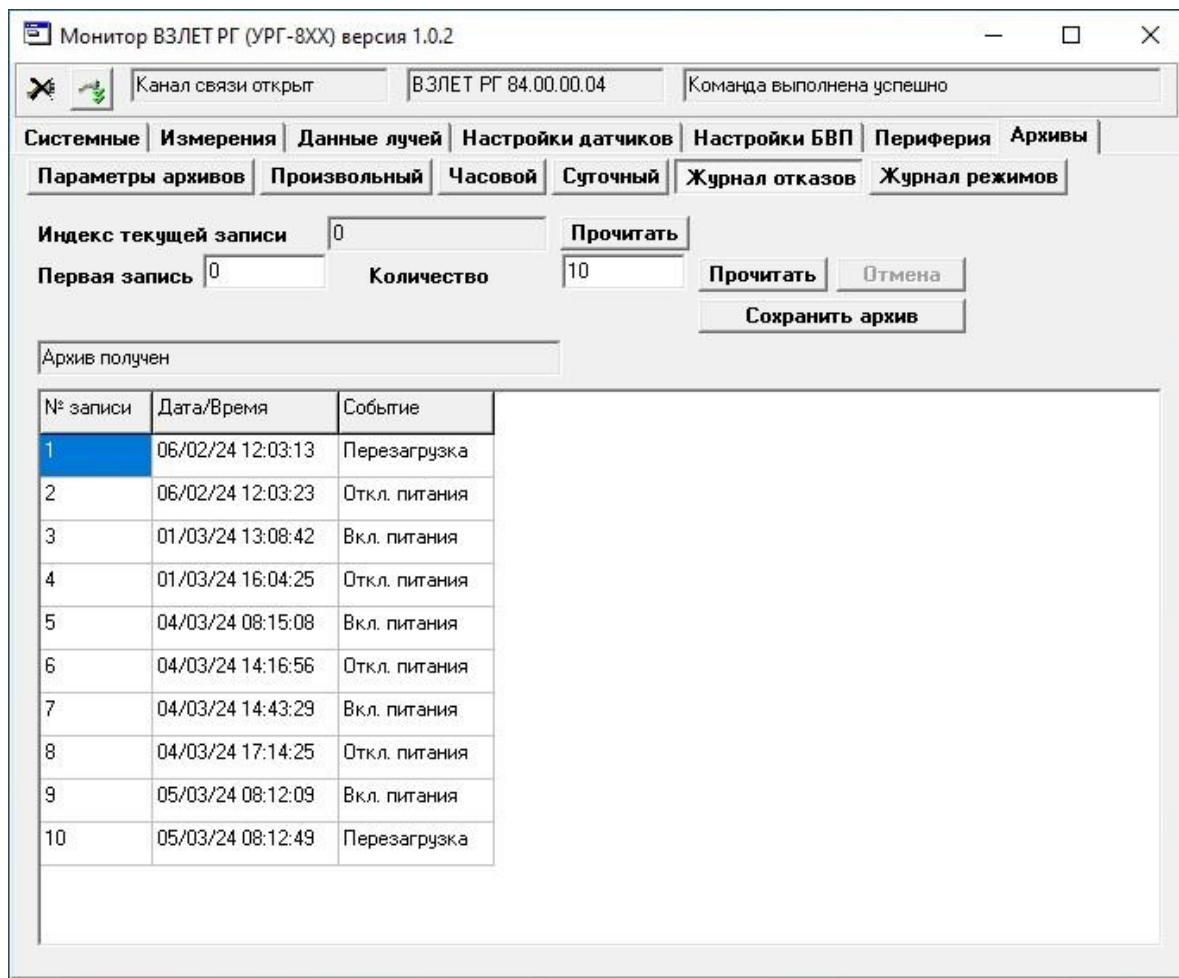 Монитор ВЗЛЕТ РГ (УРГ-8ХХ) версия 1.0.2
Канал связи открыт ВЗЛЕТ РГ 84.00.00.04 Команда выполнена успешно
Системные Измерения Данные лучей Настройки датчиков Настройки БВП Периферия Архивы
Параметры архивов Произвольный Часовой Суточный Журнал отказов Журнал режимов
Индекс текущей записи 0 Прочитать
Первая запись 0 Количество 10 Прочитать Отмена
Сохранить архив
Архив получен
№ записи Дата/Время Событие
1 06/02/24 12:03:13 Перезагрузка
2 06/02/24 12:03:23 Откл. питания
3 01/03/24 13:08:42 Вкл. питания
4 01/03/24 16:04:25 Откл. питания
5 04/03/24 08:15:08 Вкл. питания
6 04/03/24 14:16:56 Откл. питания
7 04/03/24 14:43:29 Вкл. питания
8 04/03/24 17:14:25 Откл. питания
9 05/03/24 08:12:09 Вкл. питания
10 05/03/24 08:12:49 Перезагрузка